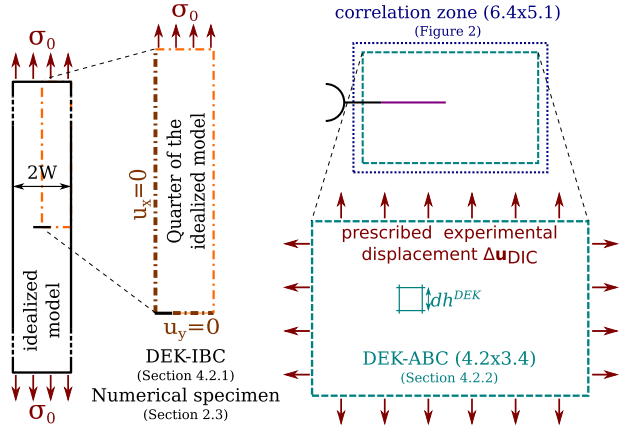 σ0
2W
idealized
model
σ0
σ0
ux=0
Quarter of the
idealized model
uy=0
DEK-IBC
(Section 4.2.1)
Numerical specimen
(Section 2.3)
correlation zone (6.4x5.1)
(Figure 2)
prescribed experimental
displacement ΔuDIC
dhDEK
DEK-ABC (4.2x3.4)
(Section 4.2.2)